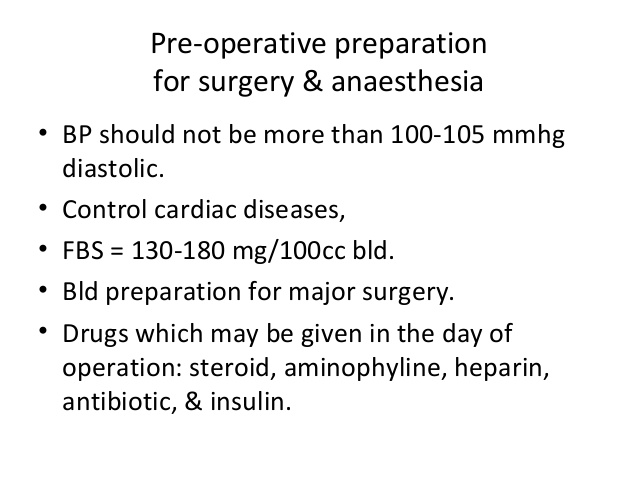 Pre-operative preparation
for surgery & anaesthesia
• BP should not be more than 100-105 mmhg
diastolic.
• Control cardiac diseases,
• FBS = 130-180 mg/100cc bld.
• Bld preparation for major surgery.
• Drugs which may be given in the day of
operation: steroid, aminophyline, heparin,
antibiotic, & insulin.